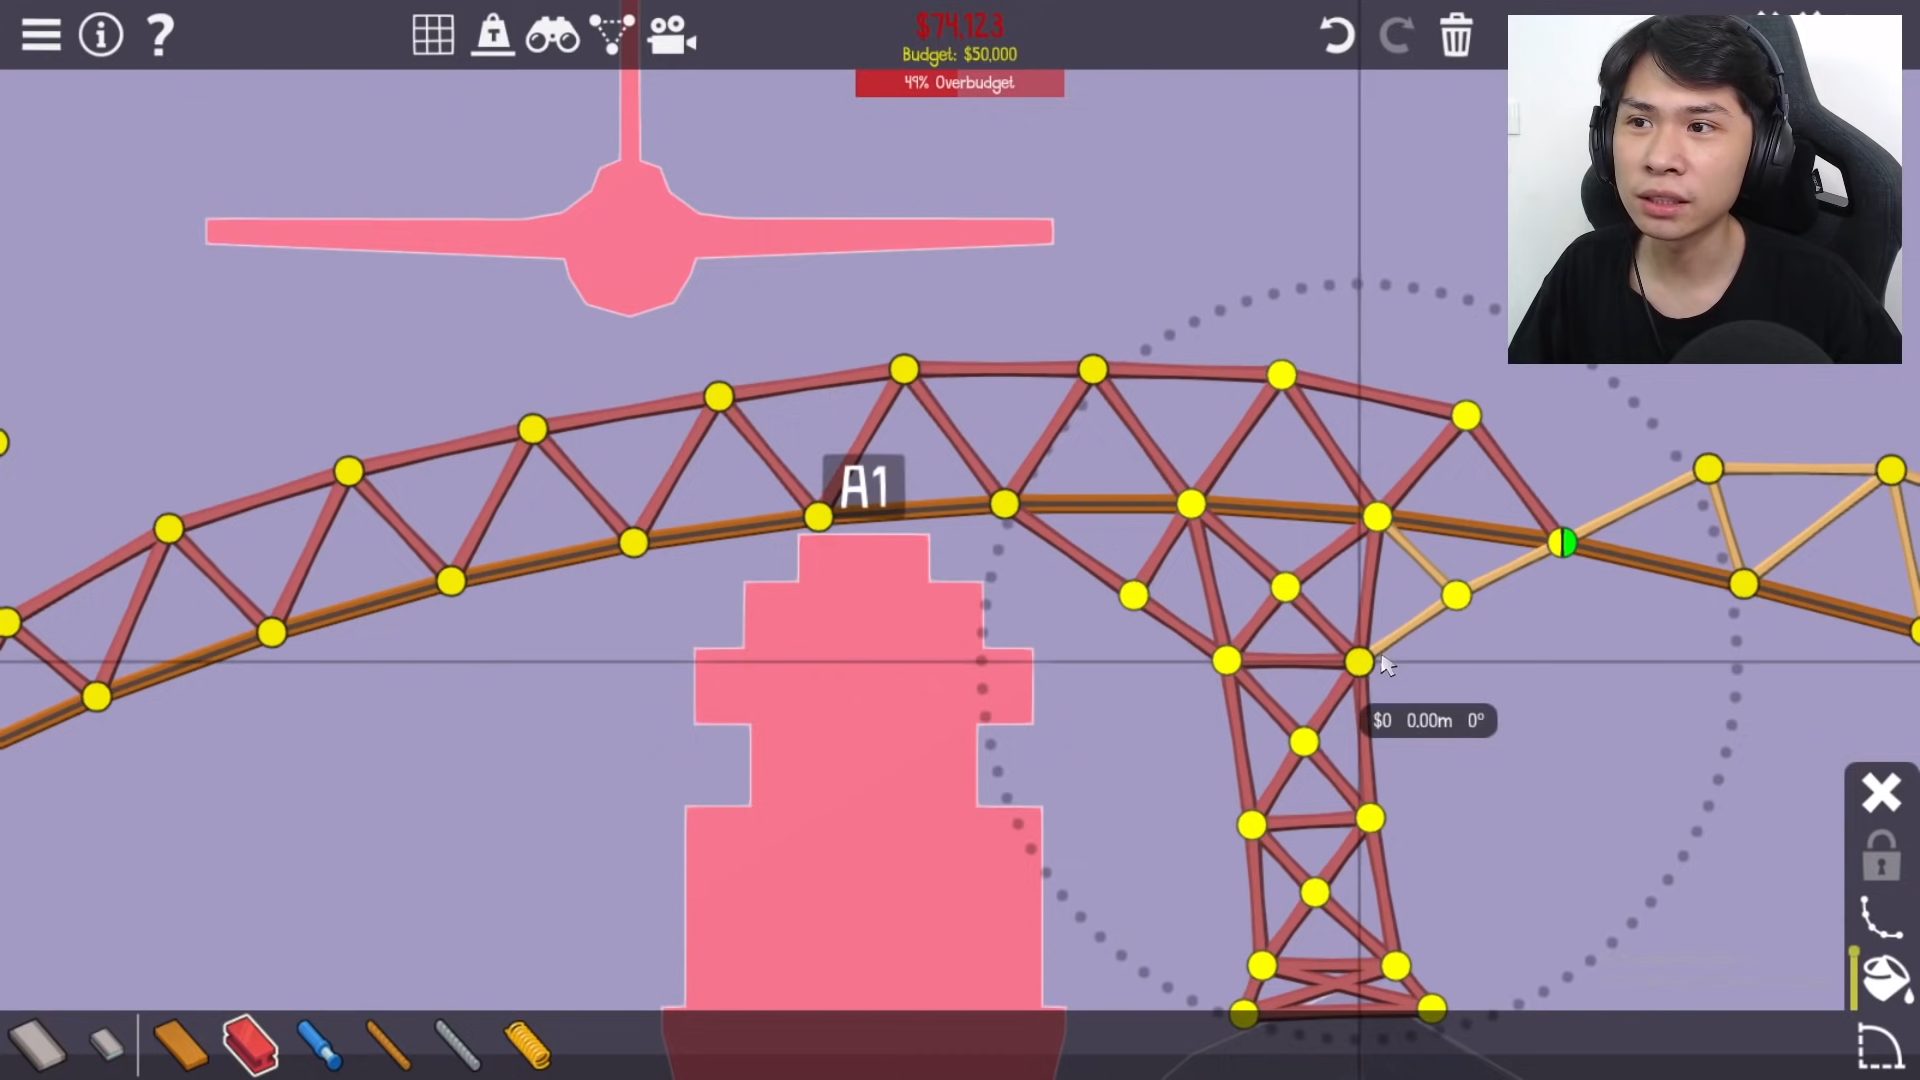 $74,123
Budget: $50,000
49% Overbudget
A1
$0 0.00m 0°